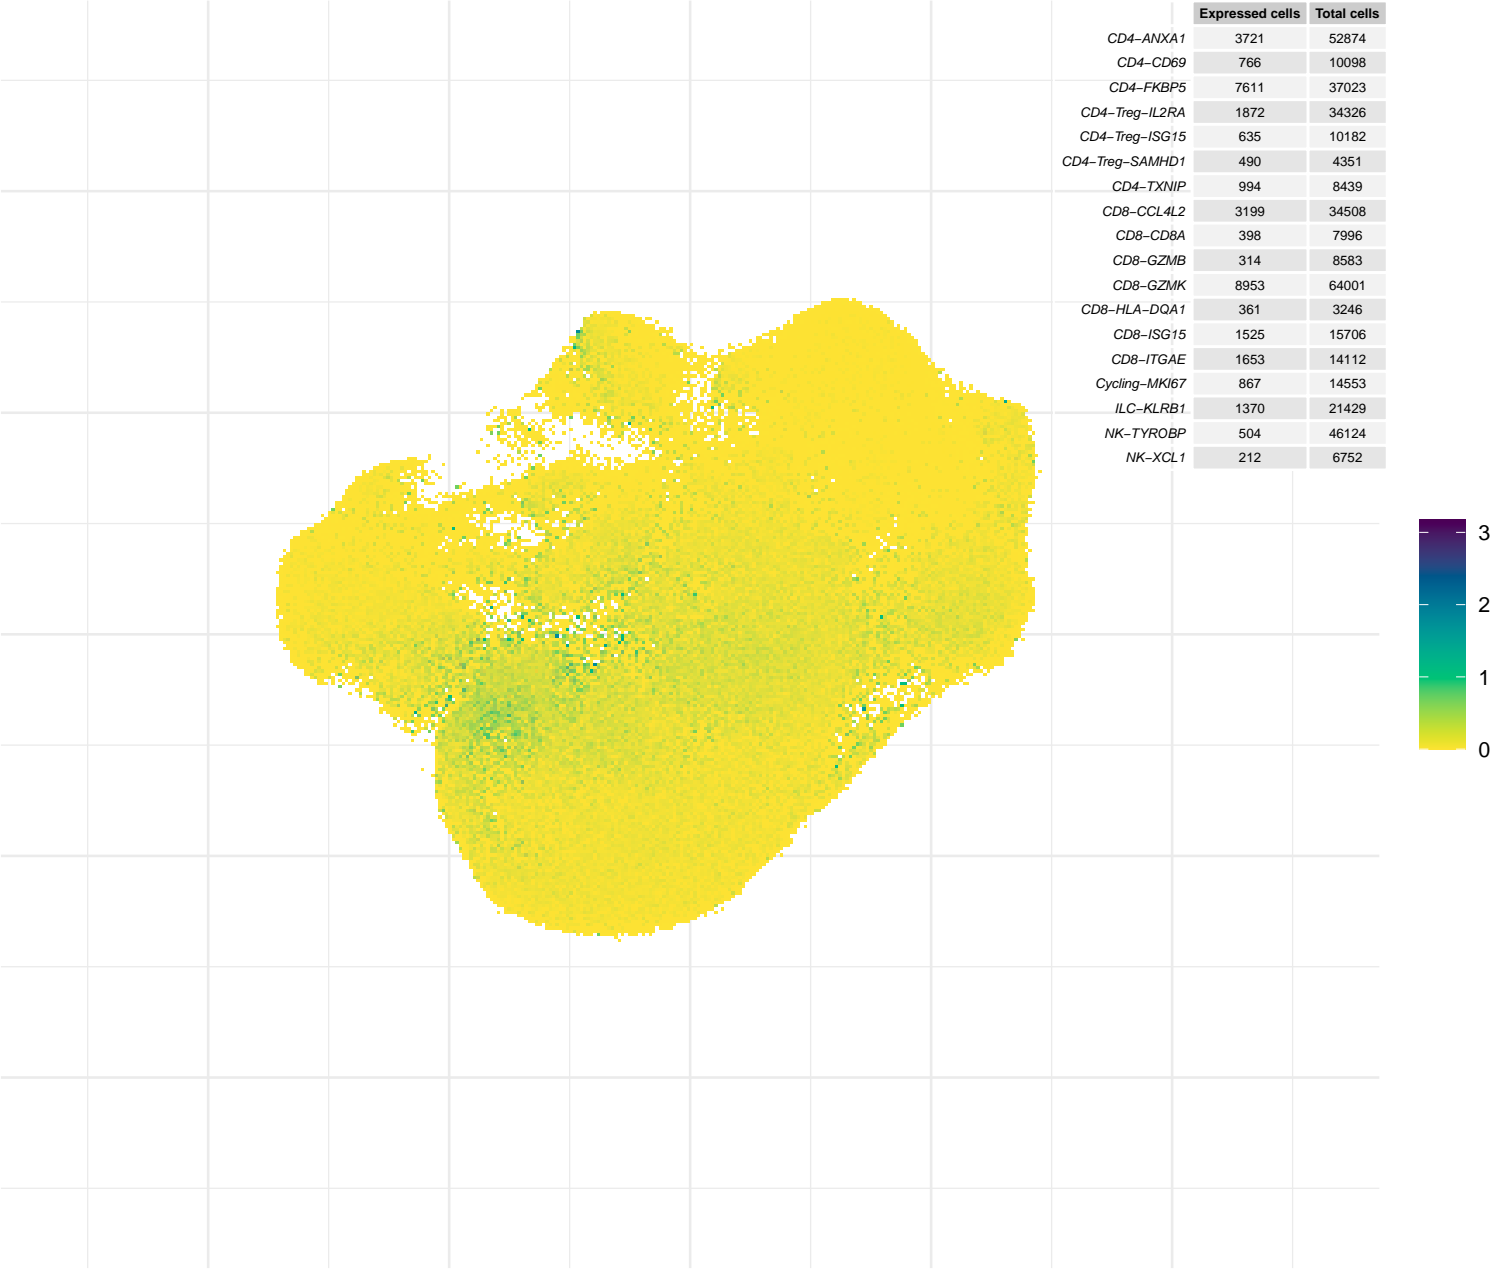 Expressed cells Total cells
CD4−ANXA1 3721 52874
CD4−CD69 766 10098
CD4−FKBP5 7611 37023
CD4−Treg−IL2RA 1872 34326
CD4−Treg−ISG15 635 10182
CD4−Treg−SAMHD1 490 4351
CD4−TXNIP 994 8439
CD8−CCL4L2 3199 34508
CD8−CD8A 398 7996
CD8−GZMB 314 8583
CD8−GZMK 8953 64001
CD8−HLA−DQA1 361 3246
CD8−ISG15 1525 15706
CD8−ITGAE 1653 14112
Cycling−MKI67 867 14553
ILC−KLRB1 1370 21429
NK−TYROBP 504 46124
NK−XCL1 212 6752
3
2
1
0